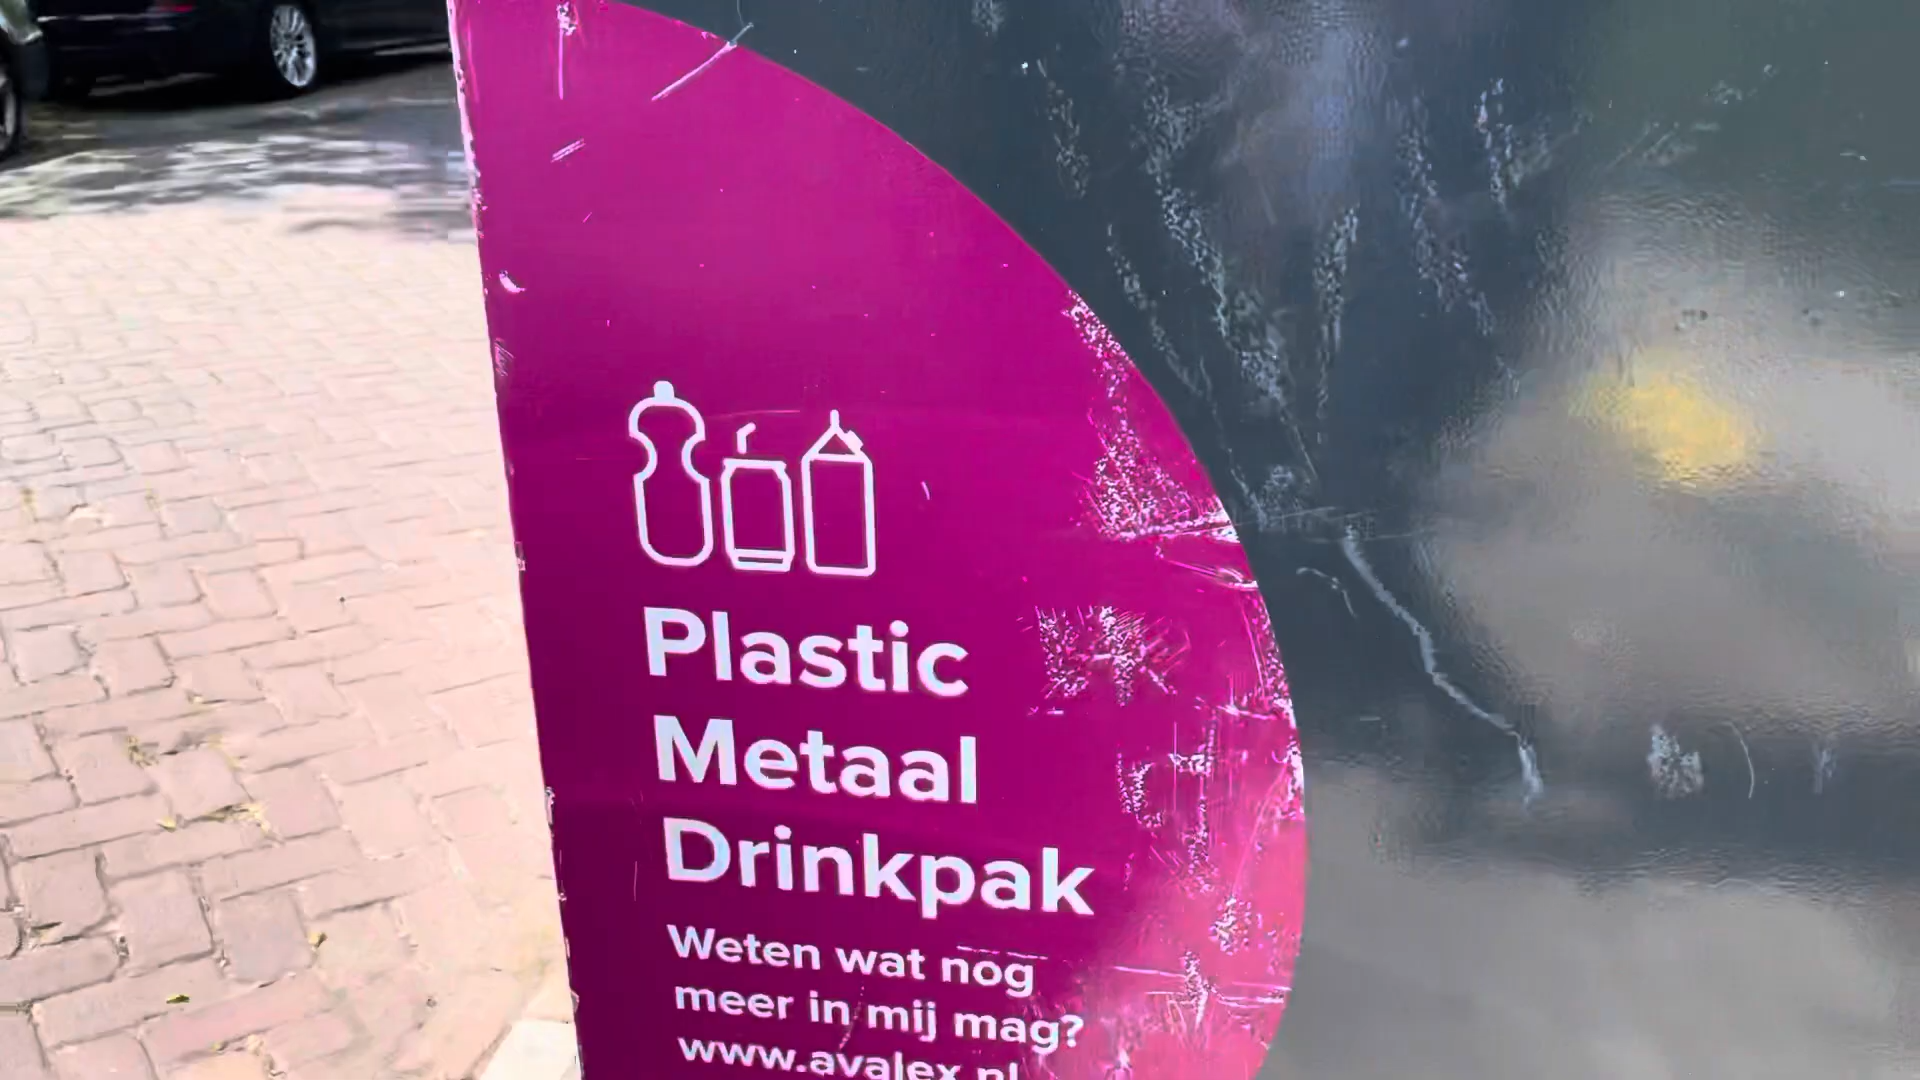 Plastic
Metaal
Drinkpak
Weten wat nog
meer in mij mag?
www.avalex.nl